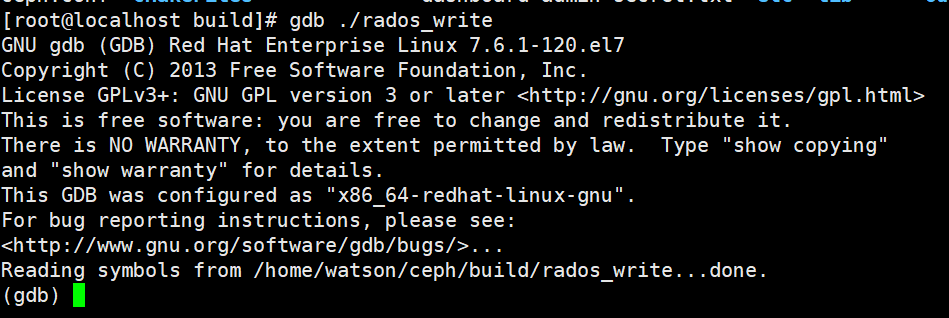 [root@localhost build]# gdb ./rados_write
GNU gdb (GDB) Red Hat Enterprise Linux 7.6.1-120.el7
Copyright (C) 2013 Free Software Foundation, Inc.
License GPLv3+: GNU GPL version 3 or later <http://gnu.org/licenses/gpl.html>
This is free software: you are free to change and redistribute it.
There is NO WARRANTY, to the extent permitted by law.  Type "show copying"
and "show warranty" for details.
This GDB was configured as "x86_64-redhat-linux-gnu".
For bug reporting instructions, please see:
<http://www.gnu.org/software/gdb/bugs/>...
Reading symbols from /home/watson/ceph/build/rados_write...done.
(gdb)